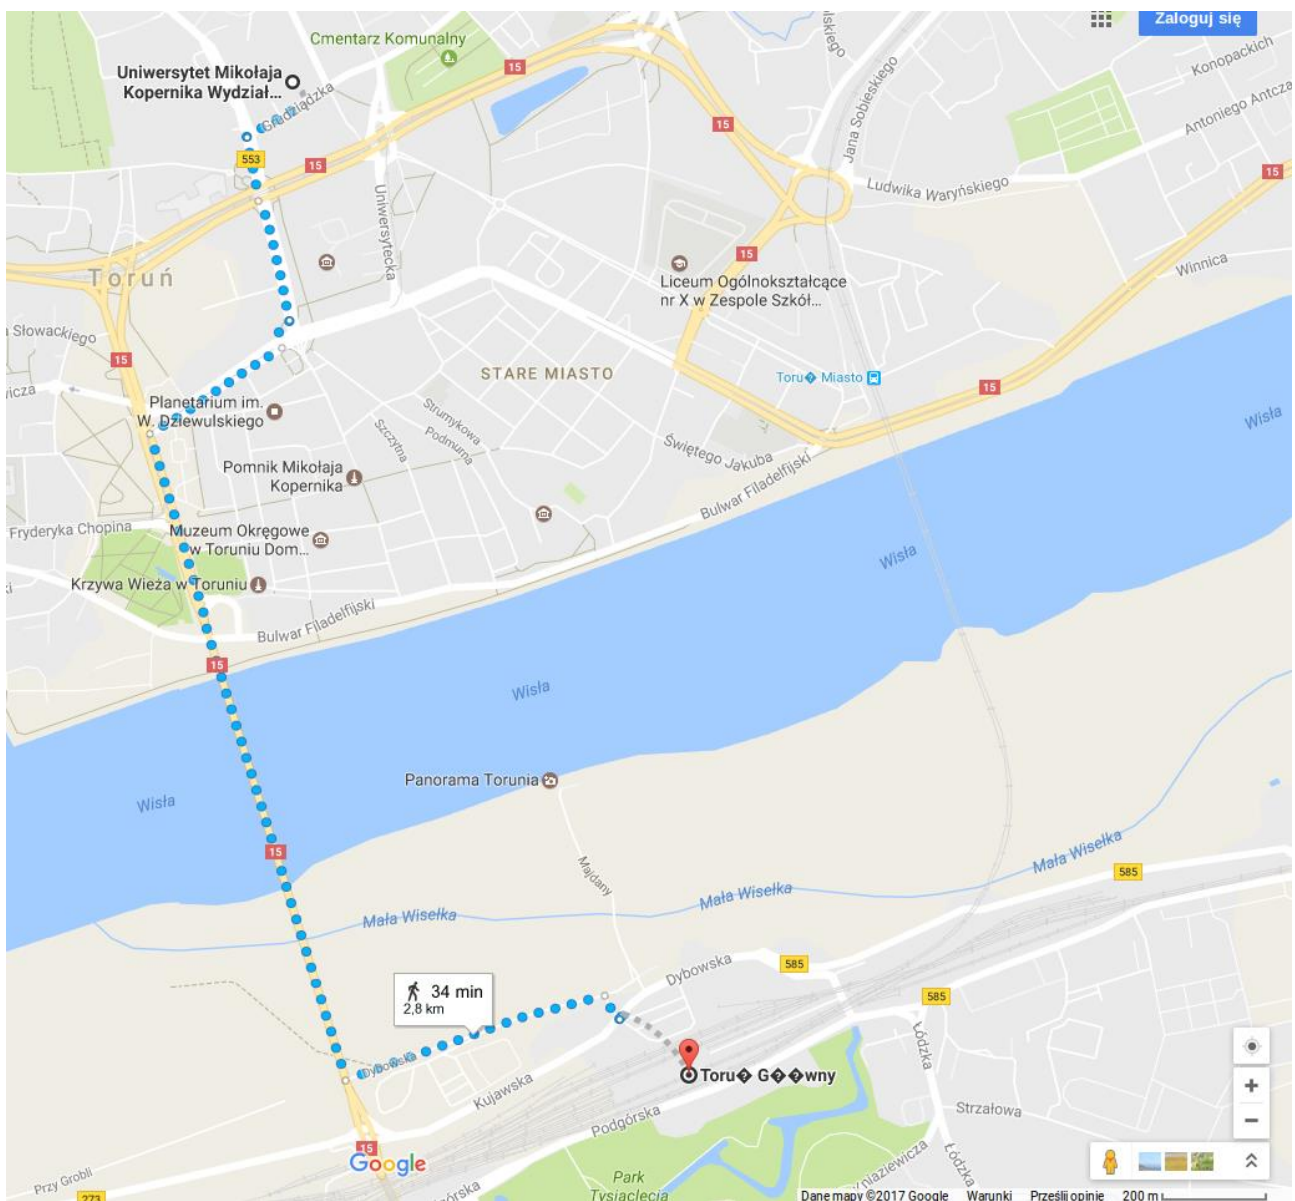 Zaloguj się
Cmentarz Komunalny
Konopackich
Uniwersytet Mikołaja
Kopernika Wydział...
15
Grudziądzka
Antoniego Antcza
Jana Sobieskiego
15
553
15
15
Ludwika Waryńskiego
Uniwersytecka
15
Toruń
Liceum Ogólnokształcące
nr X w Zespole Szkół...
Winnica
Słowackiego
15
STARE MIASTO
Toru� Miasto
15
Planetarium im.
W. Dziewulskiego
Strumykowa
Podmurna
Szczytna
Wisła
Świętego Jakuba
Pomnik Mikołaja
Kopernika
Bulwar Filadelfijski
Fryderyka Chopina
Muzeum Okręgowe
w Toruniu Dom...
Wisła
Krzywa Wieża w Toruniu
Bulwar Filadelfijski
15
Wisła
Panorama Torunia
Wisła
15
Majdany
Mała Wisełka
585
Mała Wisełka
Mała Wisełka
Dybowska
585
34 min
2,8 km
585
Łódzka
Dybowska
Toru� G��wny
Kujawska
Podgórska
Strzałowa
15
Google
Łódzka
Kniaziewicza
Przy Grobli
Park
Tysiąclecia
273
Dane mapy ©2017 Google Warunki Prześlij opinię 200 m